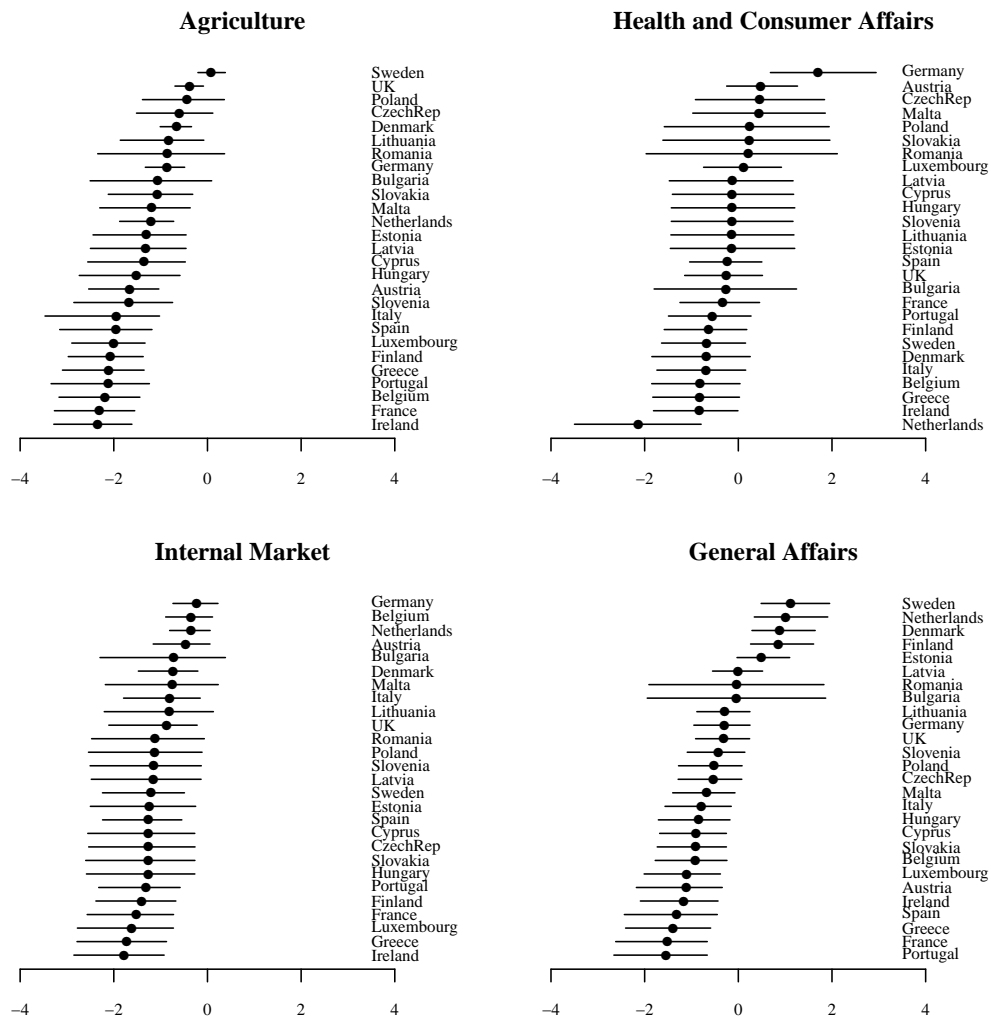 Agriculture
Sweden
UK
Poland
CzechRep
Denmark
Lithuania
Romania
Germany
Bulgaria
Slovakia
Malta
Netherlands
Estonia
Latvia
Cyprus
Hungary
Austria
Slovenia
Italy
Spain
Luxembourg
Finland
Greece
Portugal
Belgium
France
Ireland
−4 −2 0 2 4
Health and Consumer Affairs
Germany
Austria
CzechRep
Malta
Poland
Slovakia
Romania
Luxembourg
Latvia
Cyprus
Hungary
Slovenia
Lithuania
Estonia
Spain
UK
Bulgaria
France
Portugal
Finland
Sweden
Denmark
Italy
Belgium
Greece
Ireland
Netherlands
−4 −2 0 2 4
Internal Market
Germany
Belgium
Netherlands
Austria
Bulgaria
Denmark
Malta
Italy
Lithuania
UK
Romania
Poland
Slovenia
Latvia
Sweden
Estonia
Spain
Cyprus
CzechRep
Slovakia
Hungary
Portugal
Finland
France
Luxembourg
Greece
Ireland
−4 −2 0 2 4
General Affairs
Sweden
Netherlands
Denmark
Finland
Estonia
Latvia
Romania
Bulgaria
Lithuania
Germany
UK
Slovenia
Poland
CzechRep
Malta
Italy
Hungary
Cyprus
Slovakia
Belgium
Luxembourg
Austria
Ireland
Spain
Greece
France
Portugal
−4 −2 0 2 4